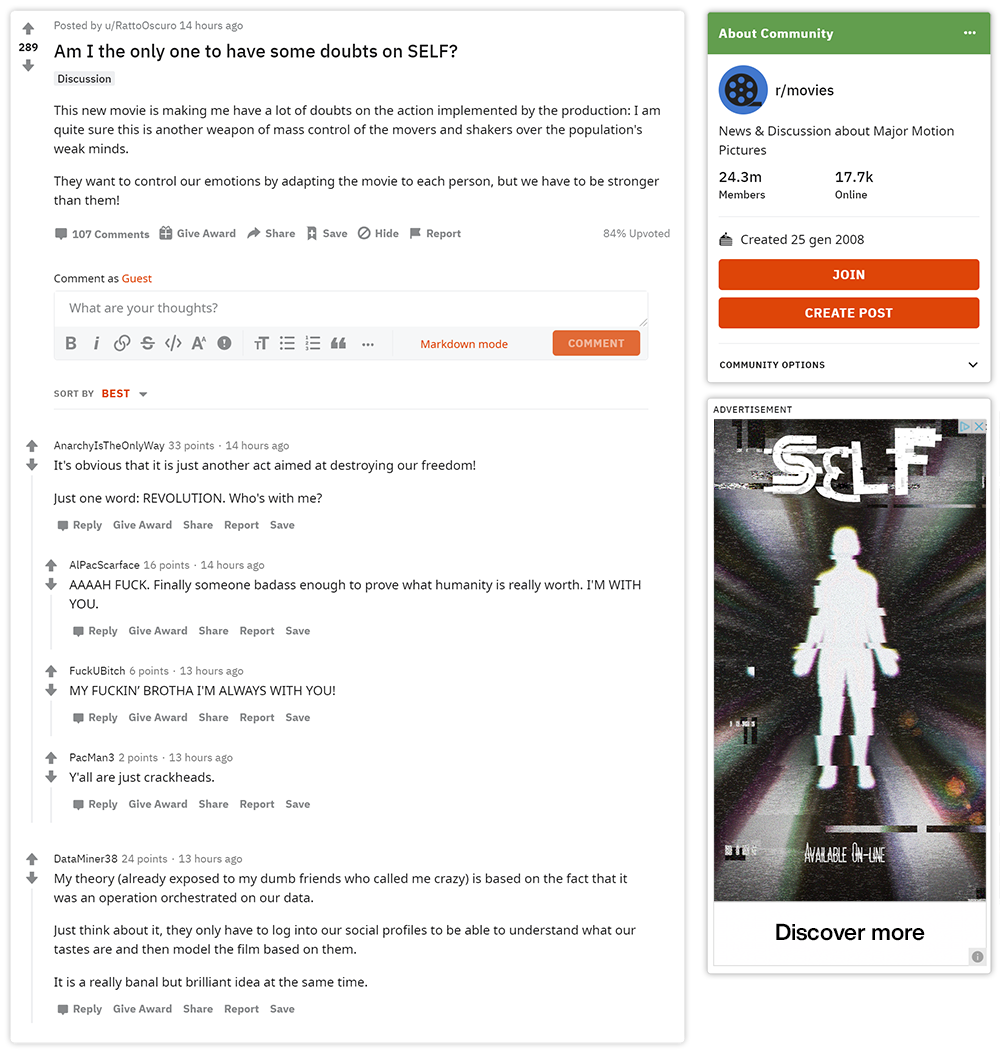 Posted by u/RattoOscuro 14 hours ago
289
Am I the only one to have some doubts on SELF?
Discussion
This new movie is making me have a lot of doubts on the action implemented by the production: I am
quite sure this is another weapon of mass control of the movers and shakers over the population's
weak minds.
They want to control our emotions by adapting the movie to each person, but we have to be stronger
than them!
107 Comments Give Award Share Save Hide Report 84% Upvoted
Comment as Guest
What are your thoughts?
B i S </> A^A T T ... Markdown mode COMMENT
SORT BY BEST
AnarchyIsTheOnlyWay 33 points · 14 hours ago
It's obvious that it is just another act aimed at destroying our freedom!
Just one word: REVOLUTION. Who's with me?
Reply Give Award Share Report Save
AlPacScarface 16 points · 14 hours ago
AAAAH FUCK. Finally someone badass enough to prove what humanity is really worth. I'M WITH
YOU.
Reply Give Award Share Report Save
FuckUBitch 6 points · 13 hours ago
MY FUCKIN’ BROTHA I'M ALWAYS WITH YOU!
Reply Give Award Share Report Save
PacMan3 2 points · 13 hours ago
Y'all are just crackheads.
Reply Give Award Share Report Save
DataMiner38 24 points · 13 hours ago
My theory (already exposed to my dumb friends who called me crazy) is based on the fact that it
was an operation orchestrated on our data.
Just think about it, they only have to log into our social profiles to be able to understand what our
tastes are and then model the film based on them.
It is a really banal but brilliant idea at the same time.
Reply Give Award Share Report Save
About Community
...
r/movies
News & Discussion about Major Motion
Pictures
24.3m 17.7k
Members Online
Created 25 gen 2008
JOIN
CREATE POST
COMMUNITY OPTIONS
ADVERTISEMENT
SELF
AVAILABLE ON-LINE
Discover more